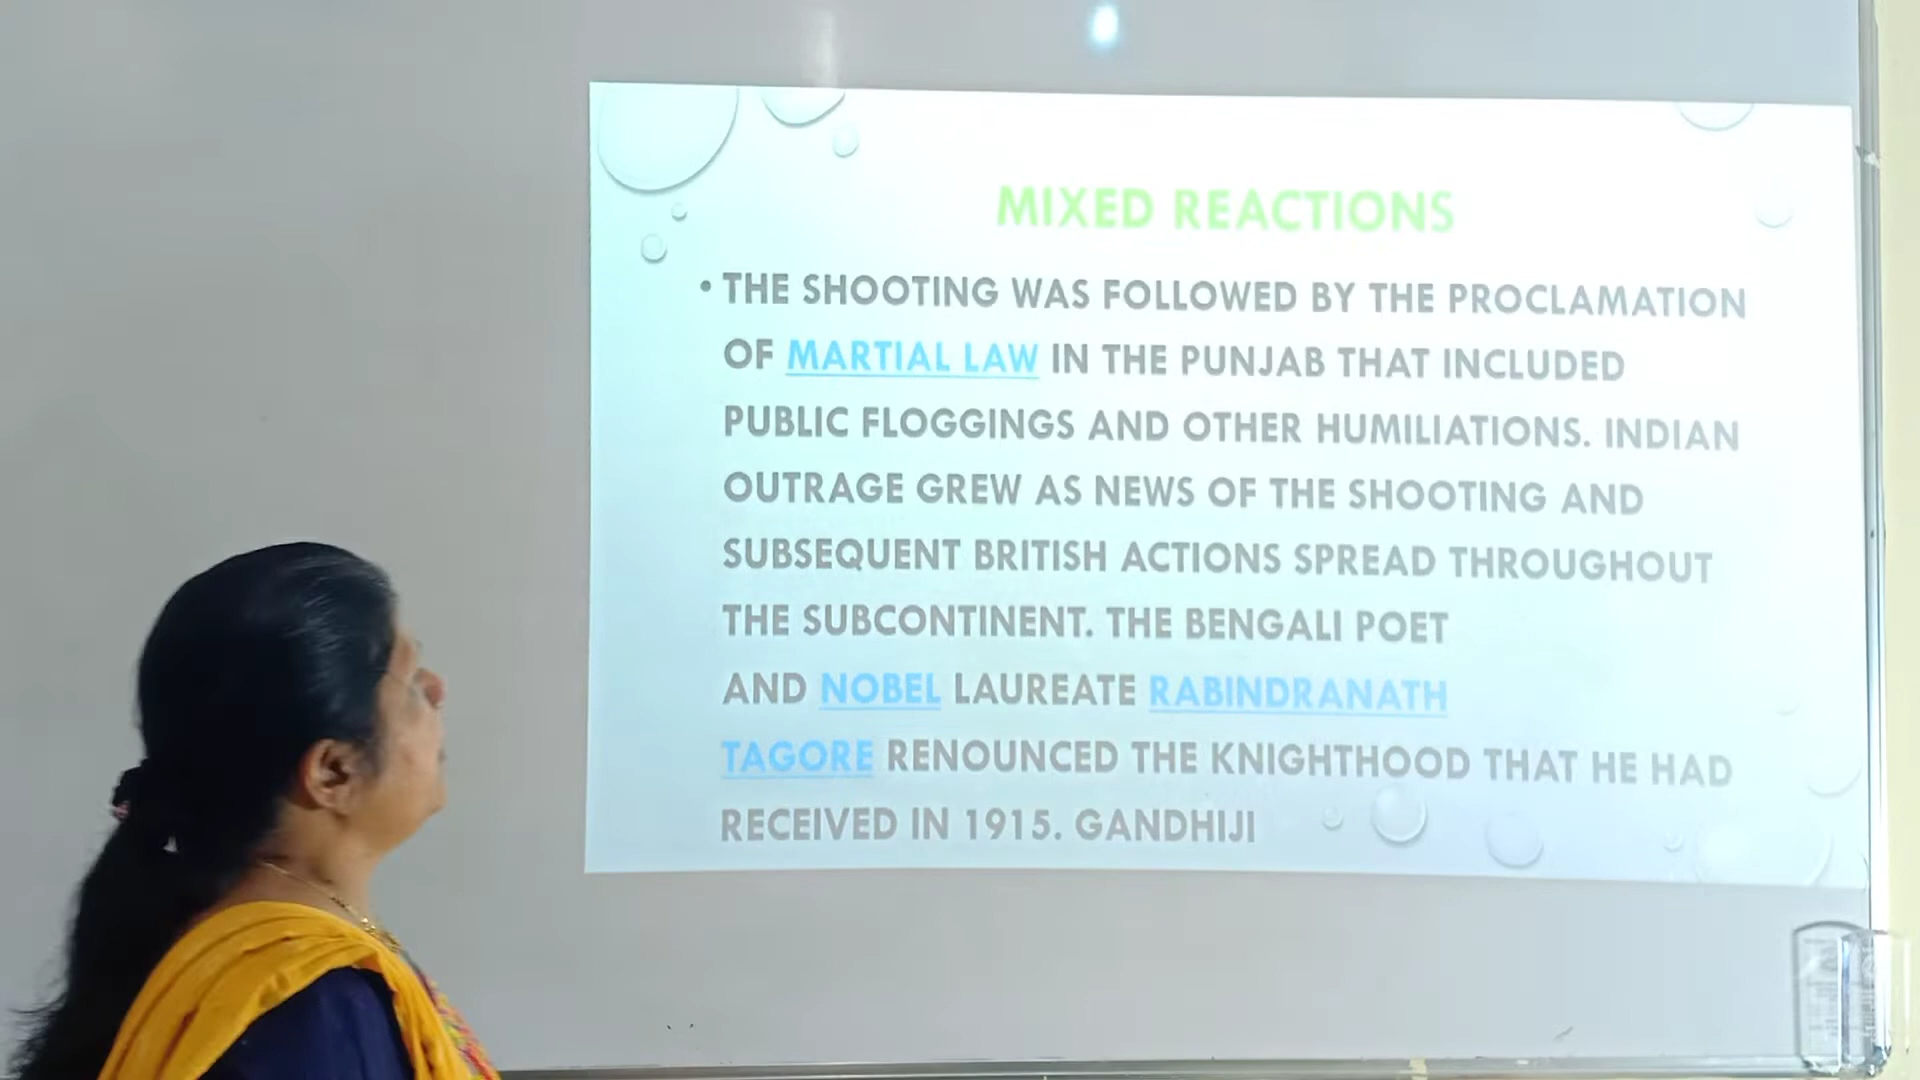 MIXED REACTIONS
• THE SHOOTING WAS FOLLOWED BY THE PROCLAMATION
OF MARTIAL LAW IN THE PUNJAB THAT INCLUDED
PUBLIC FLOGGINGS AND OTHER HUMILIATIONS. INDIAN
OUTRAGE GREW AS NEWS OF THE SHOOTING AND
SUBSEQUENT BRITISH ACTIONS SPREAD THROUGHOUT
THE SUBCONTINENT. THE BENGALI POET
AND NOBEL LAUREATE RABINDRANATH
TAGORE RENOUNCED THE KNIGHTHOOD THAT HE HAD
RECEIVED IN 1915. GANDHIJI